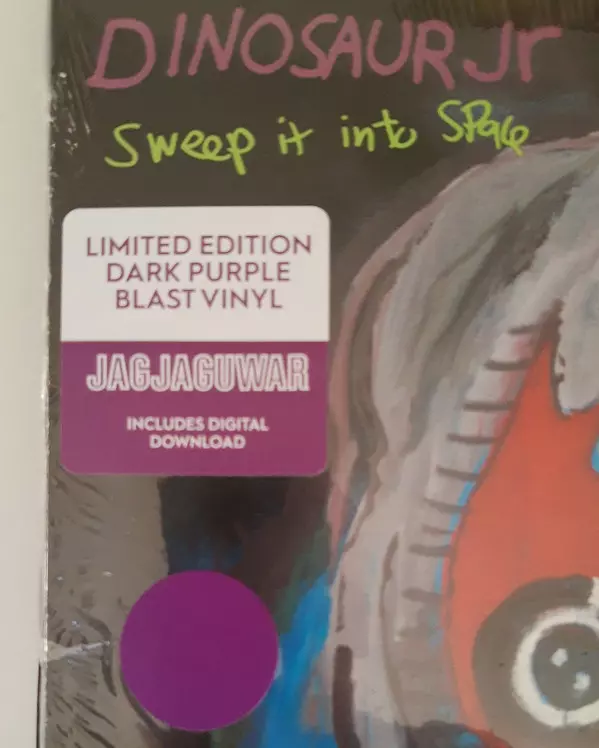 DINOSAUR Jr
Sweep it into Space
LIMITED EDITION
DARK PURPLE
BLAST VINYL
JAGJAGUWAR
INCLUDES DIGITAL
DOWNLOAD